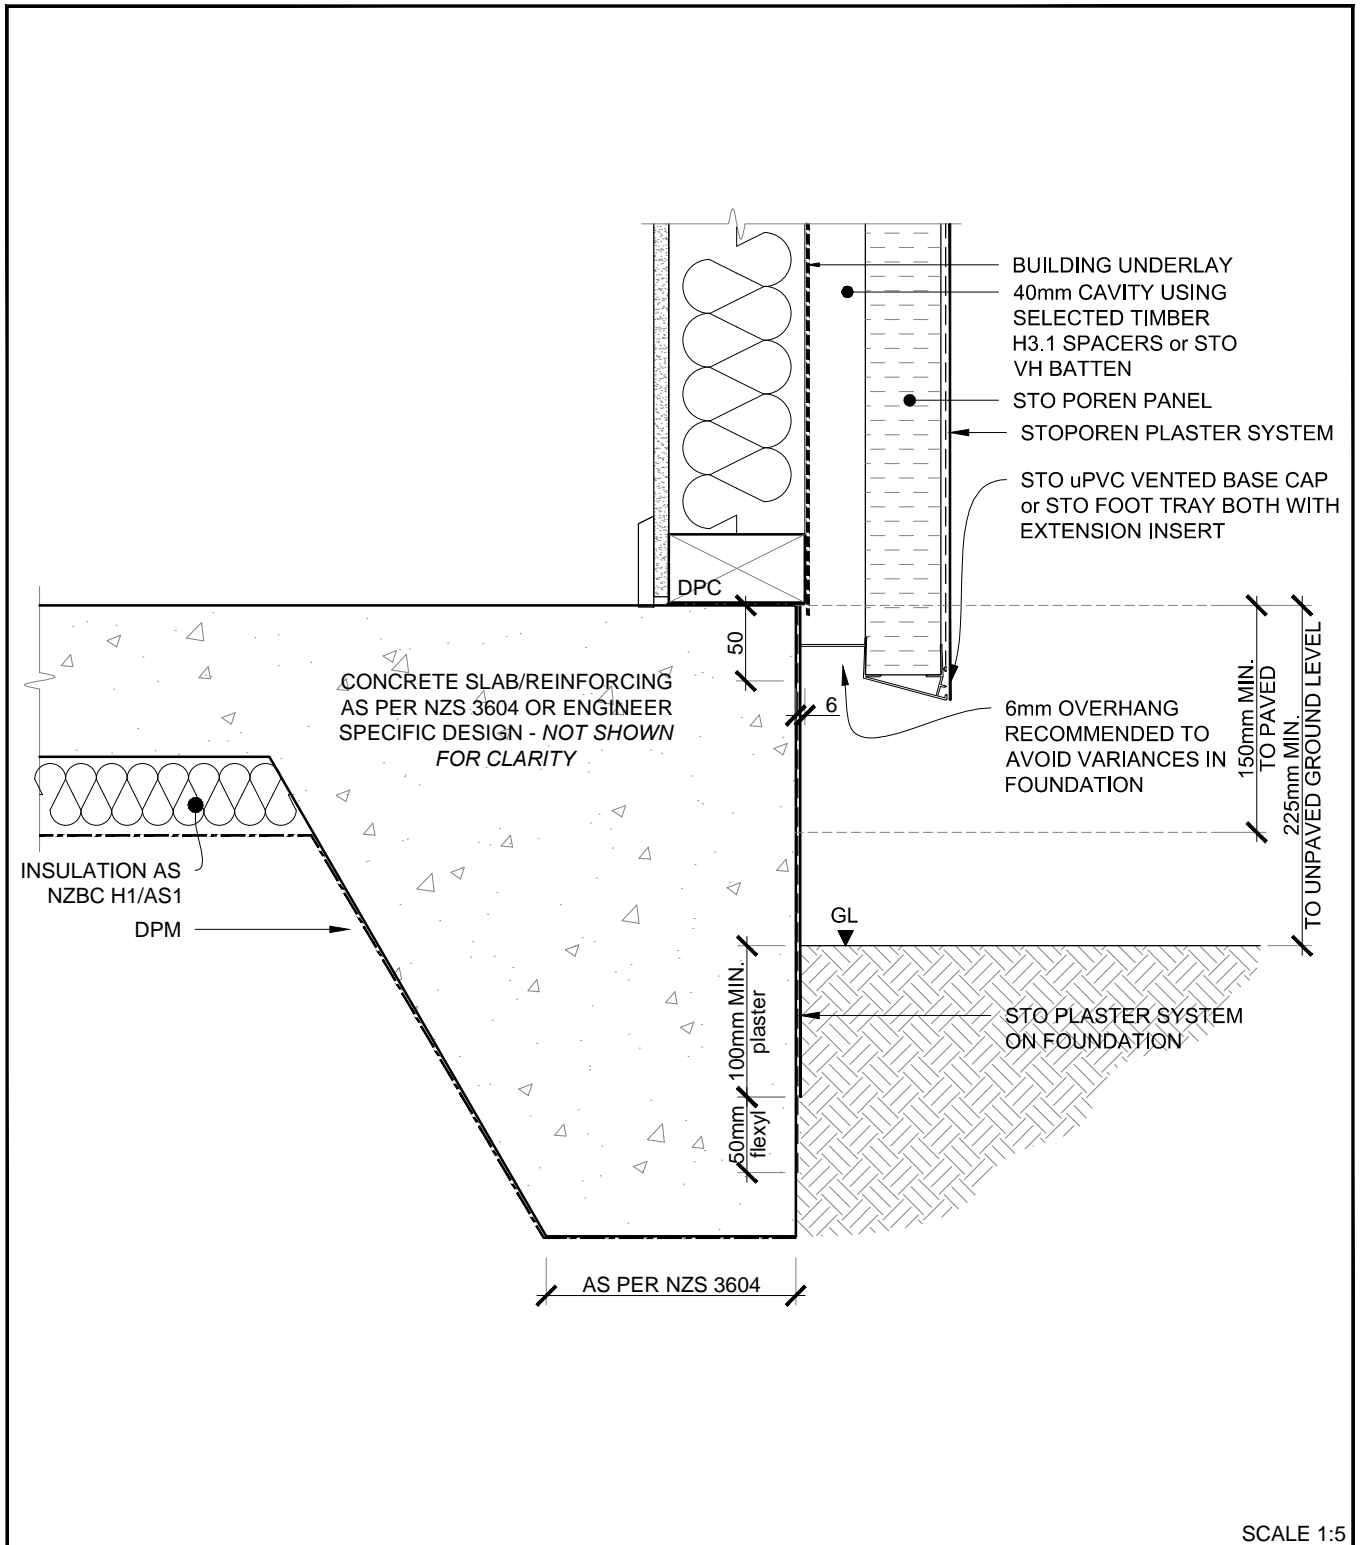 BUILDING UNDERLAY
40mm CAVITY USING
SELECTED TIMBER
H3.1 SPACERS or STO
VH BATTEN
STO POREN PANEL
STOPOREN PLASTER SYSTEM
STO uPVC VENTED BASE CAP
or STO FOOT TRAY BOTH WITH
EXTENSION INSERT
DPC
50
6
CONCRETE SLAB/REINFORCING
AS PER NZS 3604 OR ENGINEER
SPECIFIC DESIGN - NOT SHOWN
FOR CLARITY
6mm OVERHANG
RECOMMENDED TO
AVOID VARIANCES IN
FOUNDATION
150mm MIN.
TO PAVED
225mm MIN.
TO UNPAVED GROUND LEVEL
INSULATION AS
NZBC H1/AS1
DPM
GL
100mm MIN.
plaster
50mm
flexyl
STO PLASTER SYSTEM
ON FOUNDATION
AS PER NZS 3604
SCALE 1:5